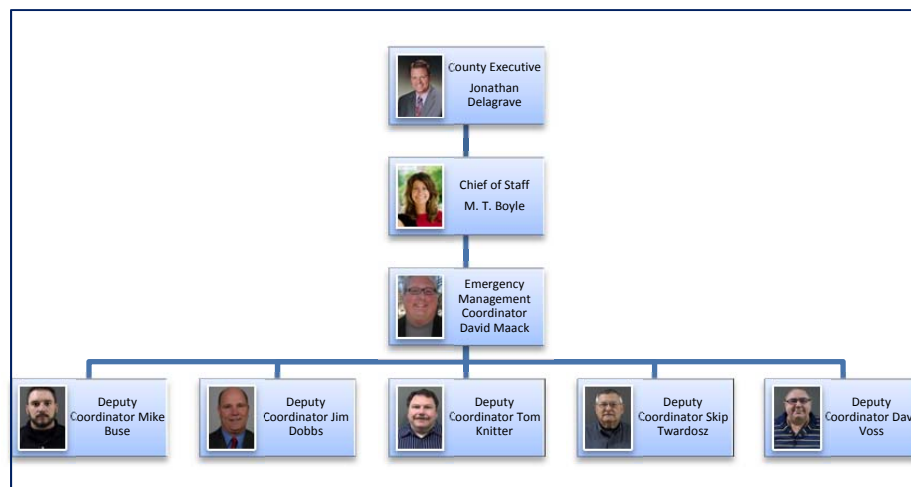 County Executive
Jonathan
Delagrave
Chief of Staff
M. T. Boyle
Emergency
Management
Coordinator
David Maack
Deputy
Coordinator Mike
Buse
Deputy
Coordinator Jim
Dobbs
Deputy
Coordinator Tom
Knitter
Deputy
Coordinator Skip
Twardosz
Deputy
Coordinator Dav
Voss